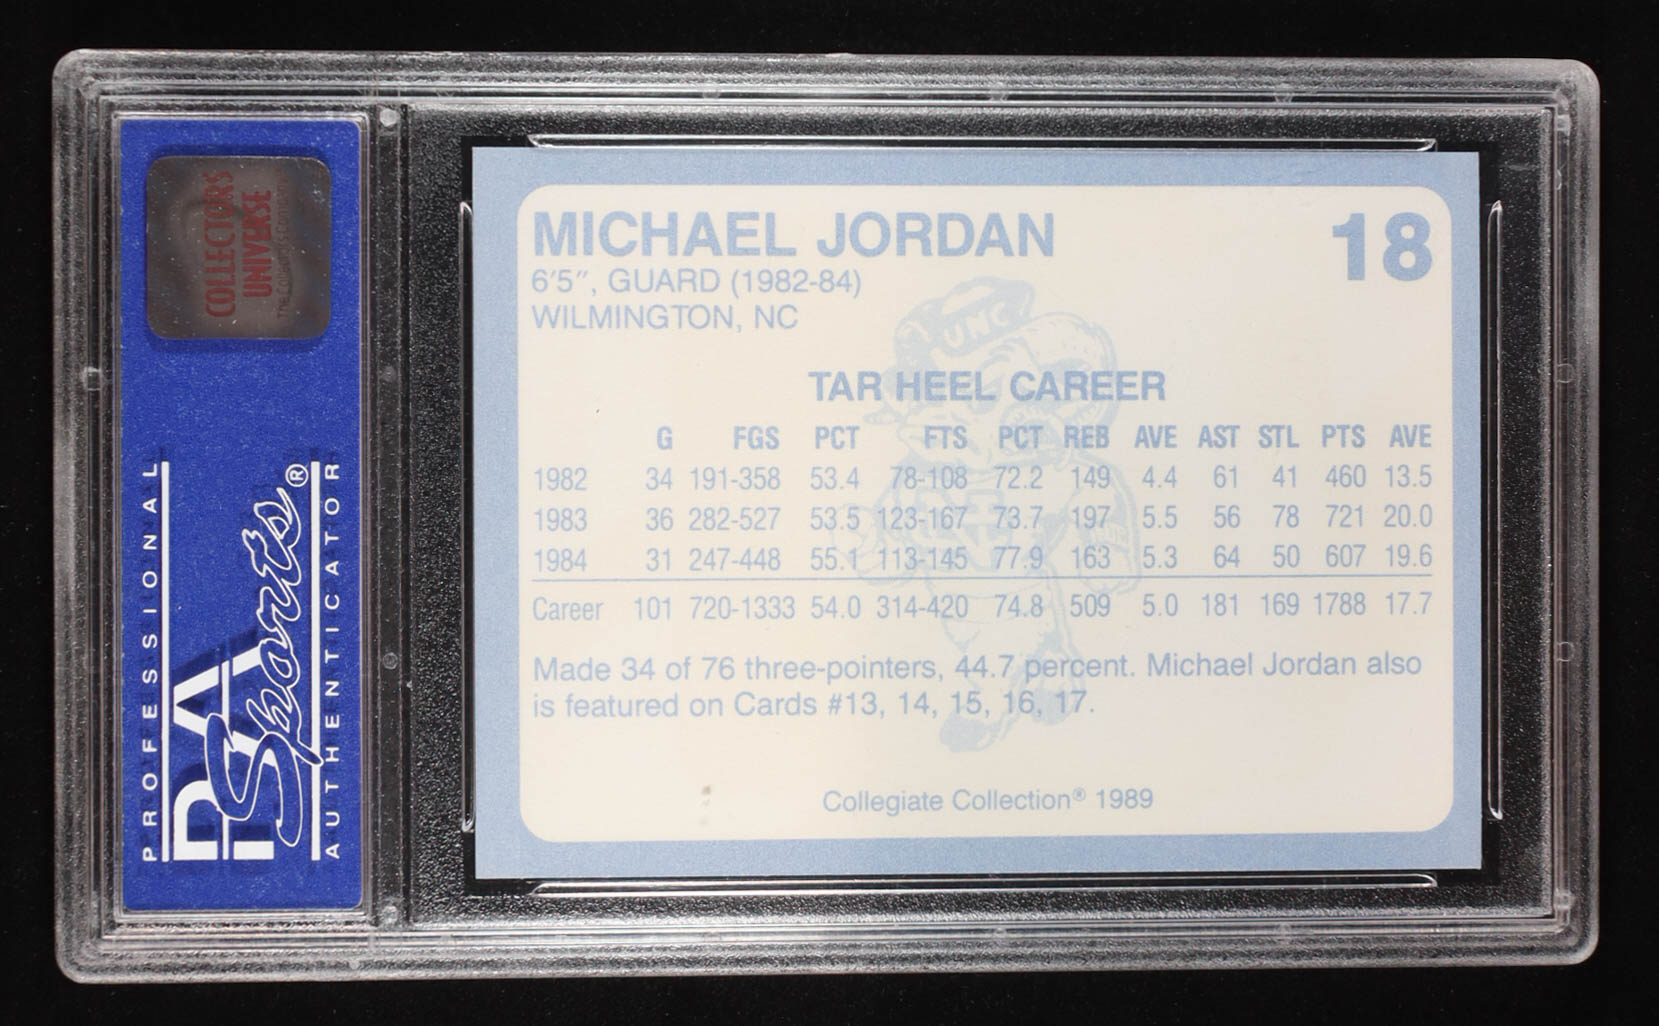 COLLECTORS
UNIVERSE
PROFESSIONAL
PSA
Sports®
AUTHENTICATOR
MICHAEL JORDAN 18
6'5", GUARD (1982-84)
WILMINGTON, NC
UNC
TAR HEEL CAREER
G FGS PCT FTS PCT REB AVE AST STL PTS AVE
1982 34 191-358 53.4 78-108 72.2 149 4.4 61 41 460 13.5
1983 36 282-527 53.5 123-167 73.7 197 5.5 56 78 721 20.0
1984 31 247-448 55.1 113-145 77.9 163 5.3 64 50 607 19.6
Career 101 720-1333 54.0 314-420 74.8 509 5.0 181 169 1788 17.7
Made 34 of 76 three-pointers, 44.7 percent. Michael Jordan also
is featured on Cards #13, 14, 15, 16, 17.
Collegiate Collection® 1989